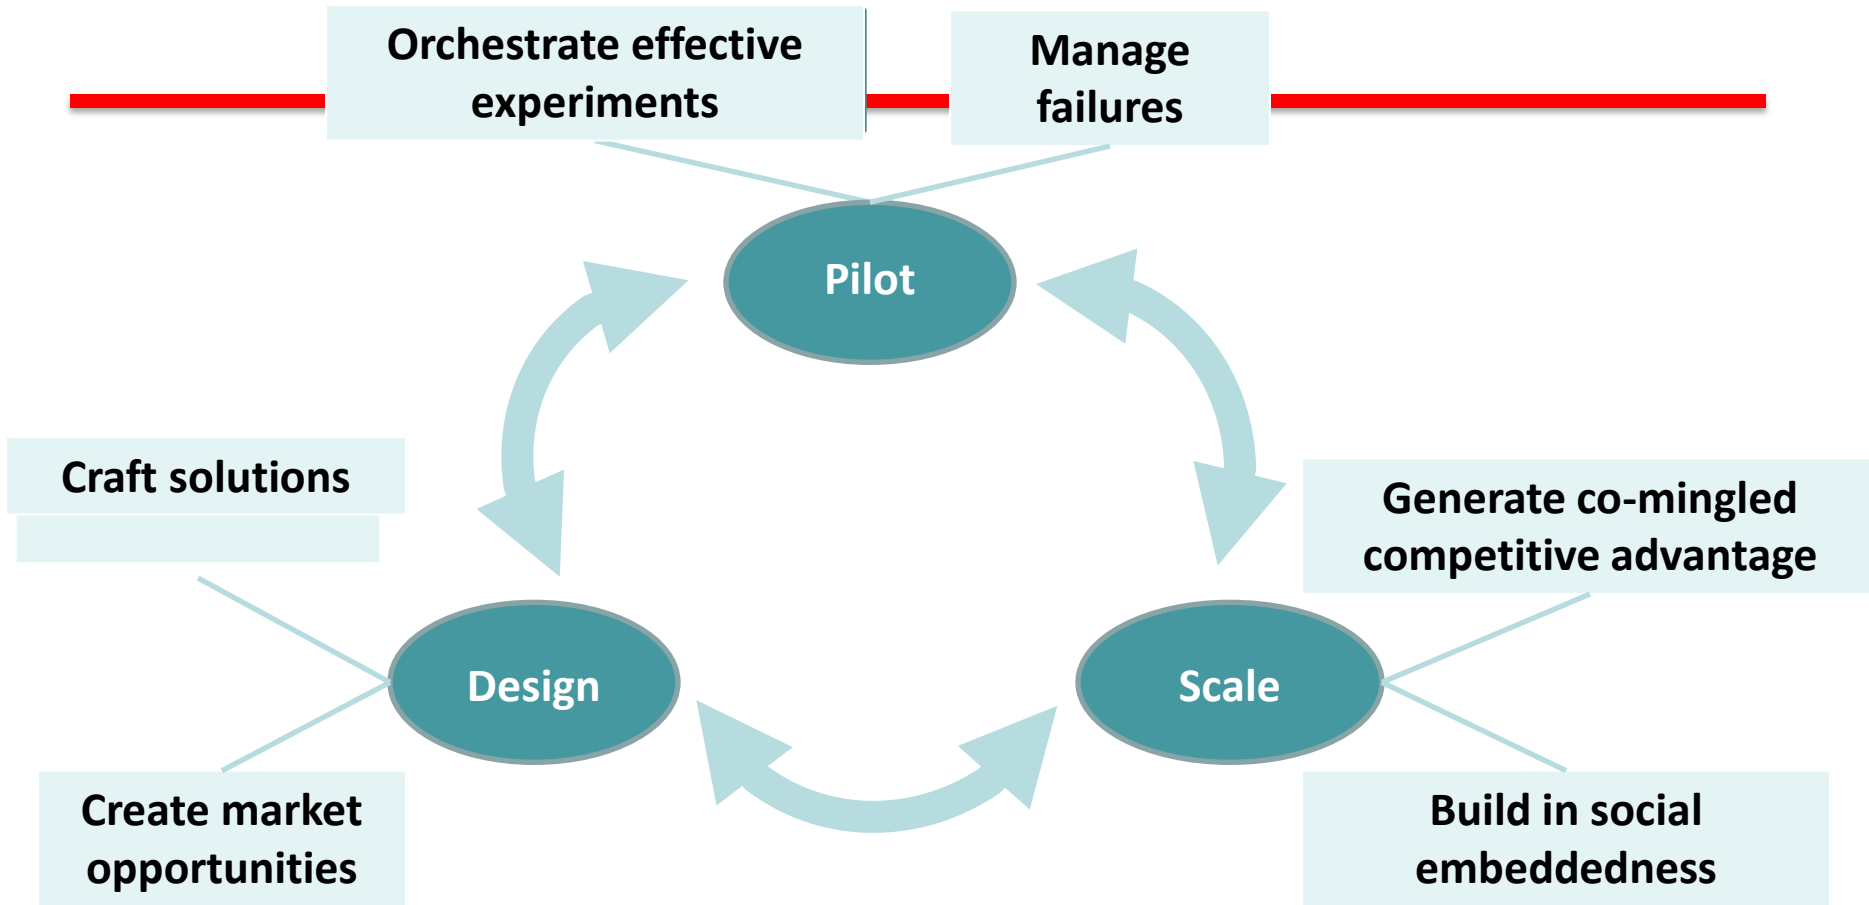 Orchestrate effective
experiments
Manage
failures
Pilot
Craft solutions
Generate co-mingled
competitive advantage
Design
Scale
Create market
opportunities
Build in social
embeddedness